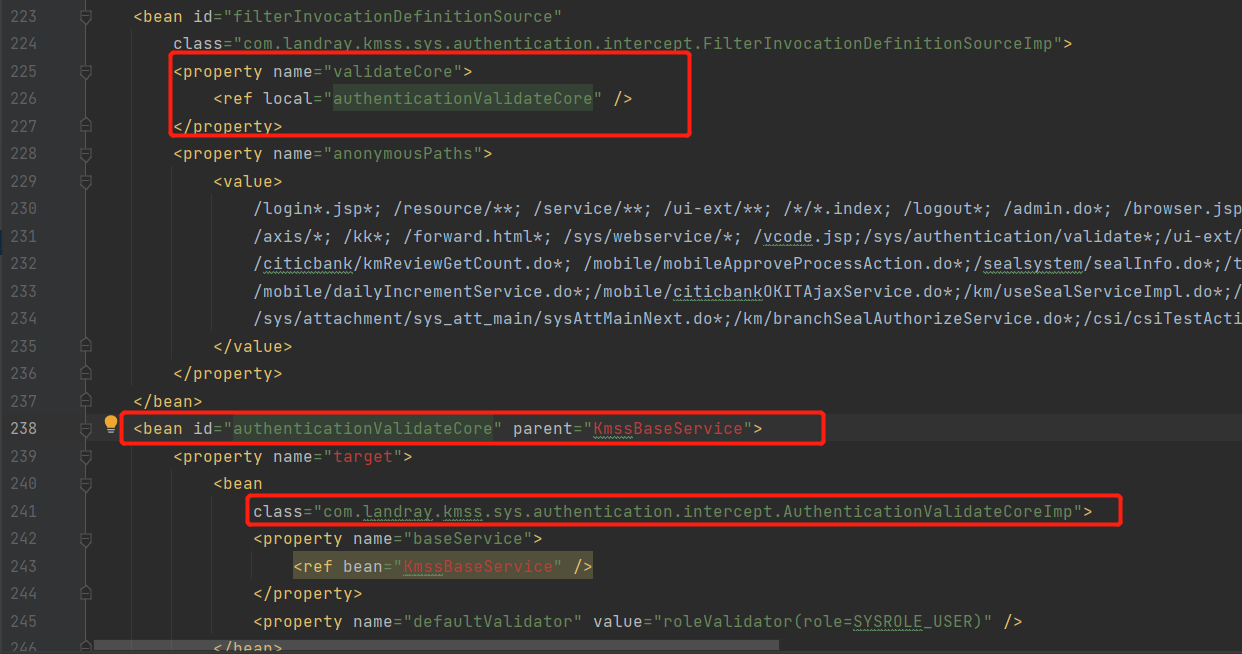 223 <bean id="filterInvocationDefinitionSource"
224 class="com.landray.kmss.sys.authentication.intercept.FilterInvocationDefinitionSourceImp">
225 <property name="validateCore">
226 <ref local="authenticationValidateCore" />
227 </property>
228 <property name="anonymousPaths">
229 <value>
230 /login*.jsp*; /resource/**; /service/**; /ui-ext/**; /*/*.index; /logout*; /admin.do*; /browser.jsp
231 /axis/*; /kk*; /forward.html*; /sys/webservice/*; /vcode.jsp;/sys/authentication/validate*;/ui-ext/
232 /citicbank/kmReviewGetCount.do*; /mobile/mobileApproveProcessAction.do*;/sealsystem/sealInfo.do*;/t
233 /mobile/dailyIncrementService.do*;/mobile/citicbankOKITAjaxService.do*;/km/useSealServiceImpl.do*;/
234 /sys/attachment/sys_att_main/sysAttMainNext.do*;/km/branchSealAuthorizeService.do*;/csi/csiTestActi
235 </value>
236 </property>
237 </bean>
238 <bean id="authenticationValidateCore" parent="KmssBaseService">
239 <property name="target">
240 <bean
241 class="com.landray.kmss.sys.authentication.intercept.AuthenticationValidateCoreImp">
242 <property name="baseService">
243 <ref bean="KmssBaseService" />
244 </property>
245 <property name="defaultValidator" value="roleValidator(role=SYSROLE_USER)" />
246 </bean>